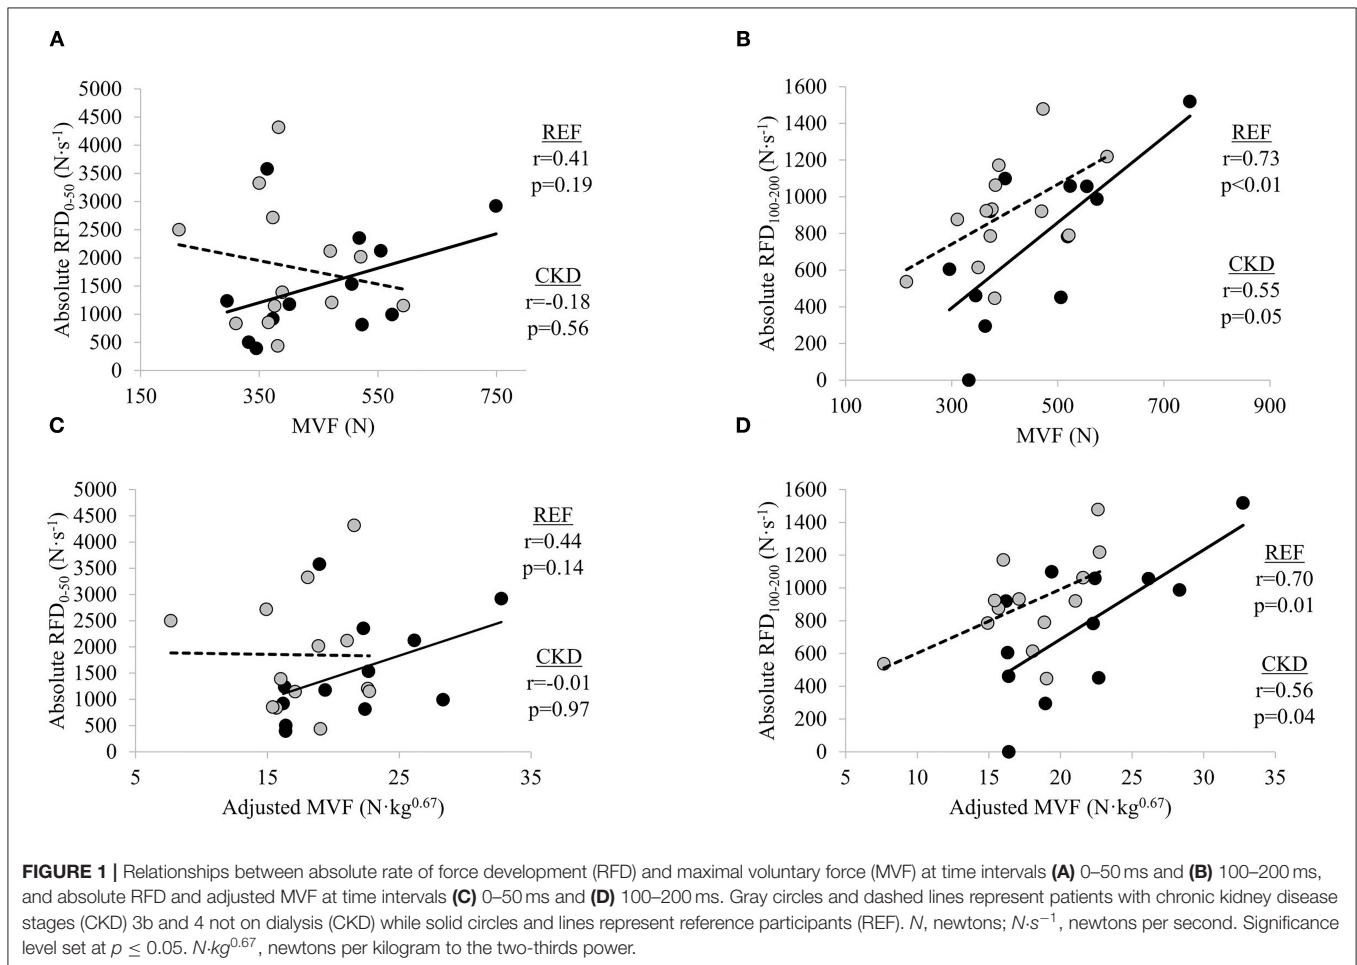 A
Absolute RFD0-50 (N·s-1)
5000
4500
4000
3500
3000
2500
2000
1500
1000
500
0
150
350
550
750
MVF (N)
REF
r=0.41
p=0.19
CKD
r=-0.18
p=0.56
B
Absolute RFD100-200 (N·s-1)
1600
1400
1200
1000
800
600
400
200
0
100
300
500
700
900
MVF (N)
REF
r=0.73
p<0.01
CKD
r=0.55
p=0.05
C
Absolute RFD0-50 (N·s-1)
5000
4500
4000
3500
3000
2500
2000
1500
1000
500
0
5
15
25
35
Adjusted MVF (N·kg0.67)
REF
r=0.44
p=0.14
CKD
r=-0.01
p=0.97
D
Absolute RFD100-200 (N·s-1)
1600
1400
1200
1000
800
600
400
200
0
5
10
15
20
25
30
35
Adjusted MVF (N·kg0.67)
REF
r=0.70
p=0.01
CKD
r=0.56
p=0.04
FIGURE 1 | Relationships between absolute rate of force development (RFD) and maximal voluntary force (MVF) at time intervals (A) 0–50 ms and (B) 100–200 ms,
and absolute RFD and adjusted MVF at time intervals (C) 0–50 ms and (D) 100–200 ms. Gray circles and dashed lines represent patients with chronic kidney disease
stages (CKD) 3b and 4 not on dialysis (CKD) while solid circles and lines represent reference participants (REF). N, newtons; N·s−1, newtons per second. Significance
level set at p ≤ 0.05. N·kg0.67, newtons per kilogram to the two-thirds power.